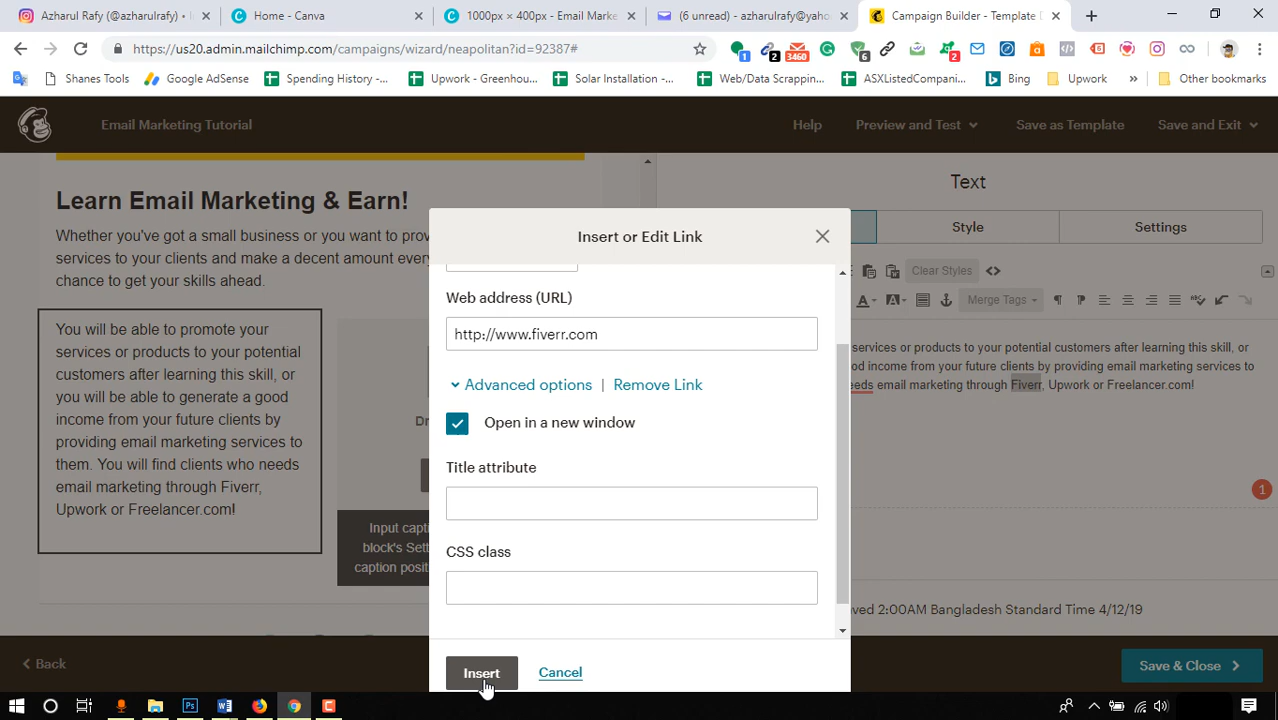 Azharul Rafy (@azharulrafy) • I
Home - Canva
1000px × 400px - Email Marke
(6 unread) - azharulrafy@yaho
Campaign Builder - Template D
https://us20.admin.mailchimp.com/campaigns/wizard/neapolitan?id=92387#
1
2
3460
6
2
Shanes Tools
Google AdSense
Spending History -...
Upwork - Greenhou...
Solar Installation -...
Web/Data Scrappin...
ASXListedCompani...
Bing
Upwork
»
Other bookmarks
Email Marketing Tutorial
Help
Preview and Test
Save as Template
Save and Exit
Learn Email Marketing & Earn!
Whether you've got a small business or you want to prov
services to your clients and make a decent amount every
chance to get your skills ahead.
You will be able to promote your
services or products to your potential
customers after learning this skill, or
you will be able to generate a good
income from your future clients by
providing email marketing services to
them. You will find clients who needs
email marketing through Fiverr,
Upwork or Freelancer.com!
Dr
Input capti
block's Set
caption posit
Insert or Edit Link
Web address (URL)
http://www.fiverr.com
Advanced options | Remove Link
Open in a new window
Title attribute
CSS class
Insert
Cancel
Text
Style
Settings
Clear Styles
Merge Tags
services or products to your potential customers after learning this skill, or
od income from your future clients by providing email marketing services to
eeds email marketing through Fiverr, Upwork or Freelancer.com!
1
ved 2:00AM Bangladesh Standard Time 4/12/19
Back
Save & Close